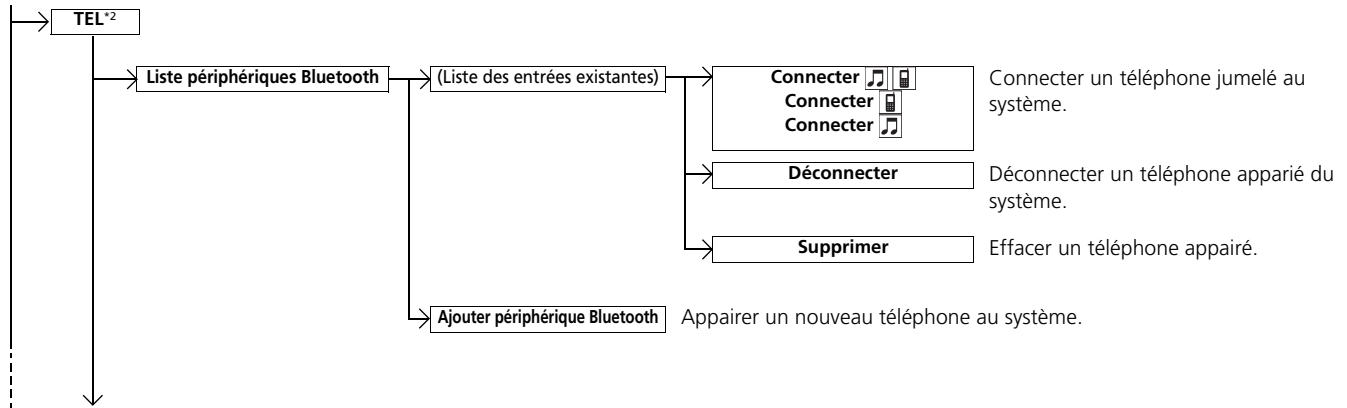 TEL*2
Liste périphériques Bluetooth
(Liste des entrées existantes)
Connecter
Connecter
Connecter
Connecter un téléphone jumelé au
système.
Déconnecter
Déconnecter un téléphone apparié du
système.
Supprimer
Effacer un téléphone appairé.
Ajouter périphérique Bluetooth
Appairer un nouveau téléphone au système.